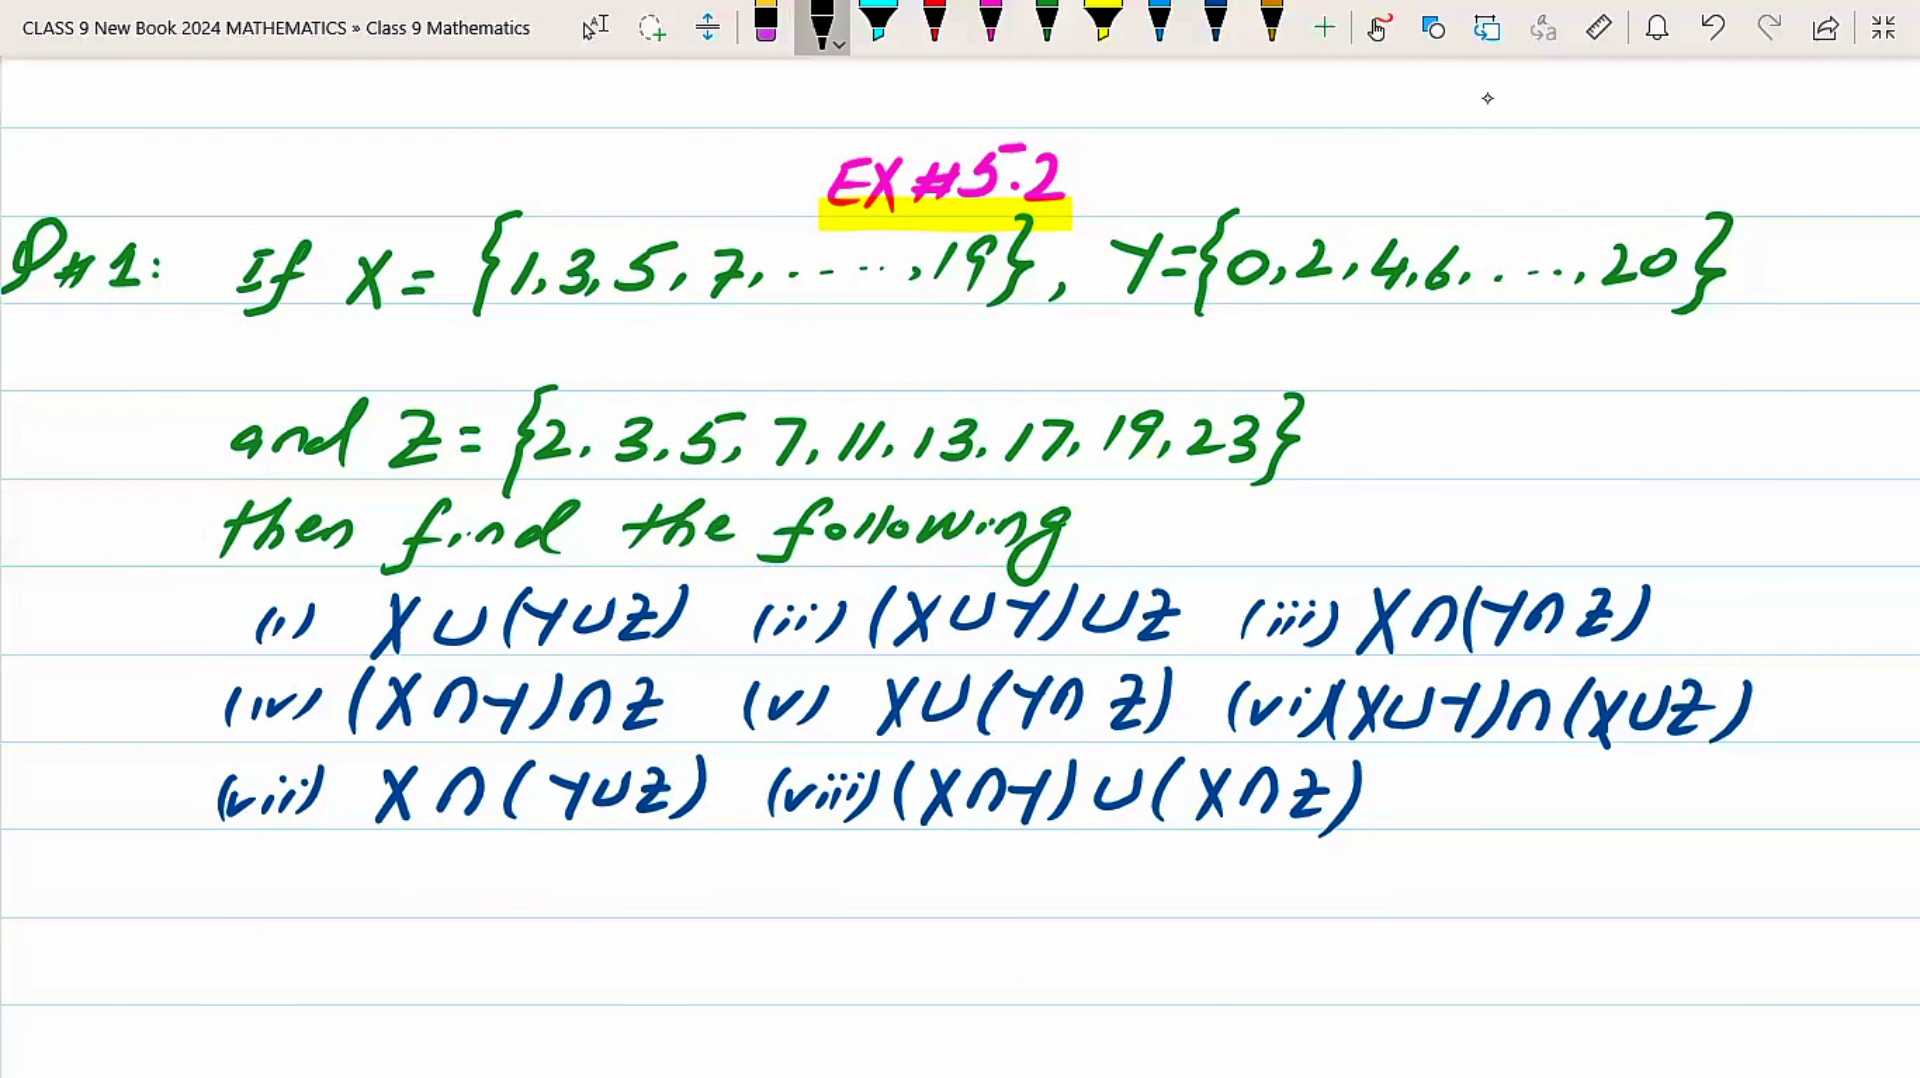 CLASS 9 New Book 2024 MATHEMATICS » Class 9 Mathematics
EX #5.2
Q#1: If X = {1,3,5,7,.....,19}, Y={0,2,4,6,.....,20}
and Z = {2,3,5,7,11,13,17,19,23}
then find the following
(i) X∪(Y∪Z) (ii) (X∪Y)∪Z (iii) X∩(Y∩Z)
(iv) (X∩Y)∩Z (v) X∪(Y∩Z) (vi)(X∪Y)∩(X∪Z)
(vii) X∩(Y∪Z) (viii)(X∩Y)∪(X∩Z)